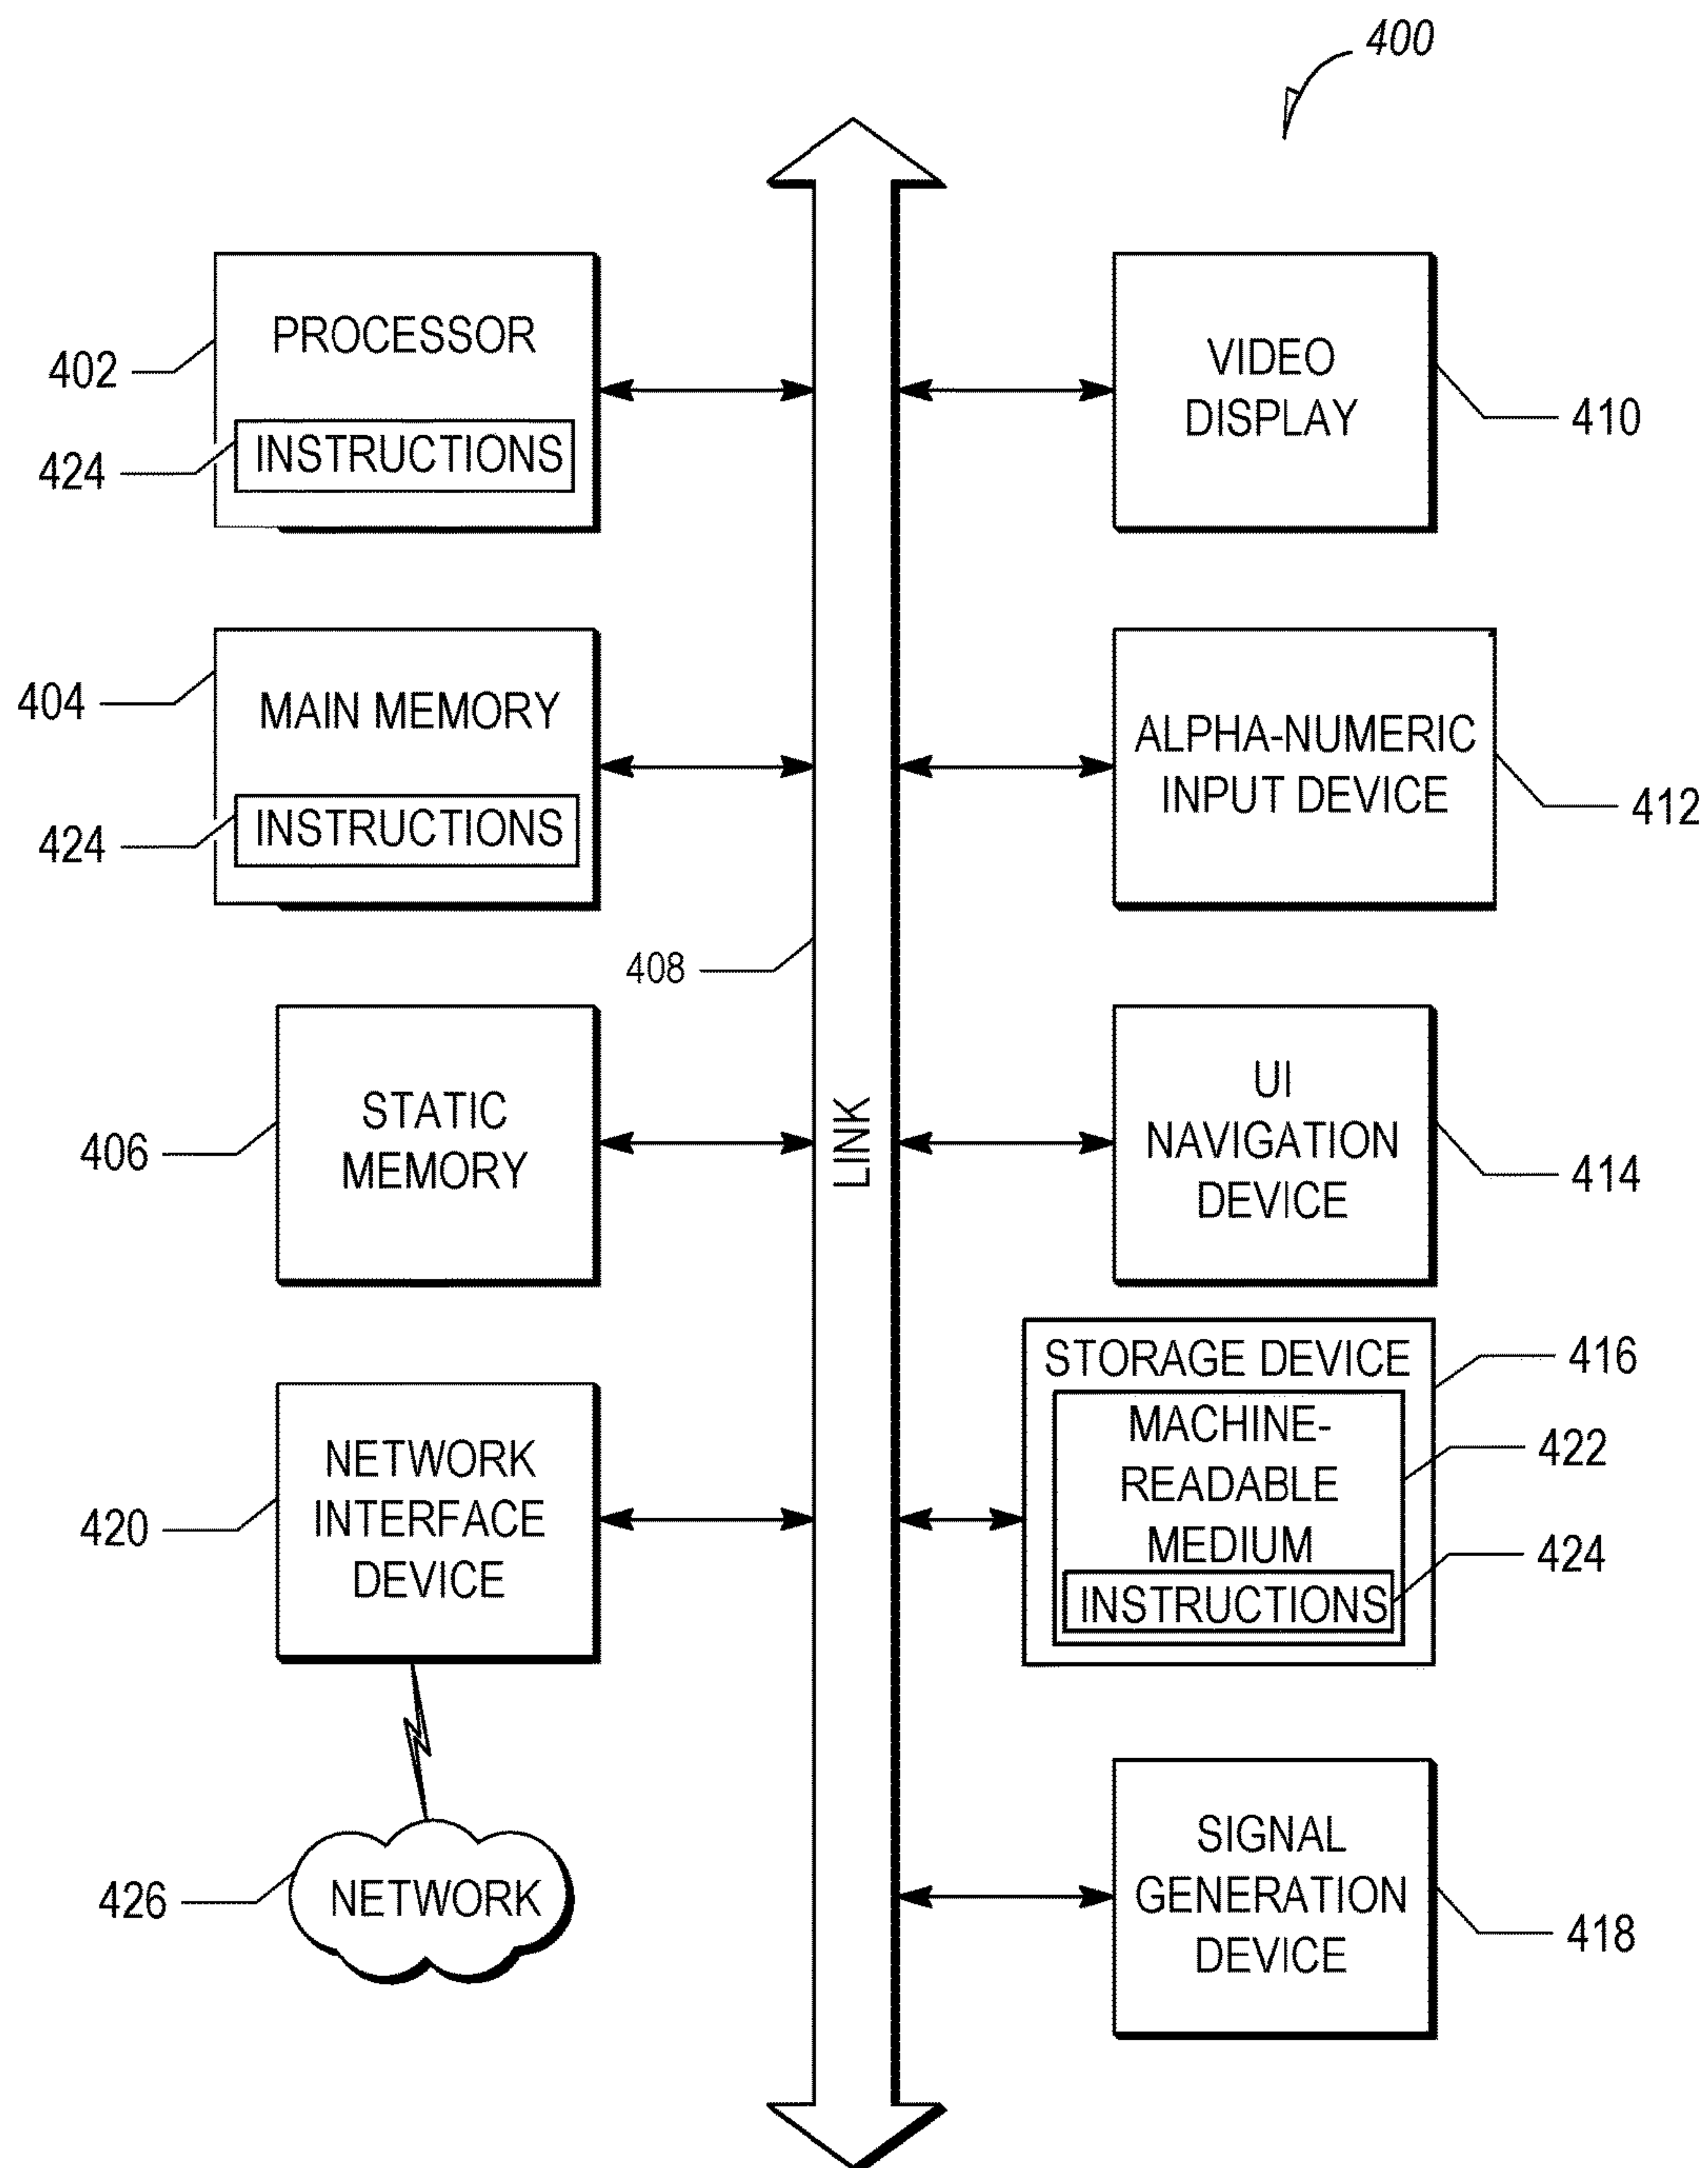 400
PROCESSOR
402
INSTRUCTIONS
424
MAIN MEMORY
404
INSTRUCTIONS
424
408
STATIC
MEMORY
406
NETWORK
INTERFACE
DEVICE
420
NETWORK
426
LINK
VIDEO
DISPLAY
410
ALPHA-NUMERIC
INPUT DEVICE
412
UI
NAVIGATION
DEVICE
414
STORAGE DEVICE
416
MACHINE-
READABLE
MEDIUM
422
INSTRUCTIONS
424
SIGNAL
GENERATION
DEVICE
418